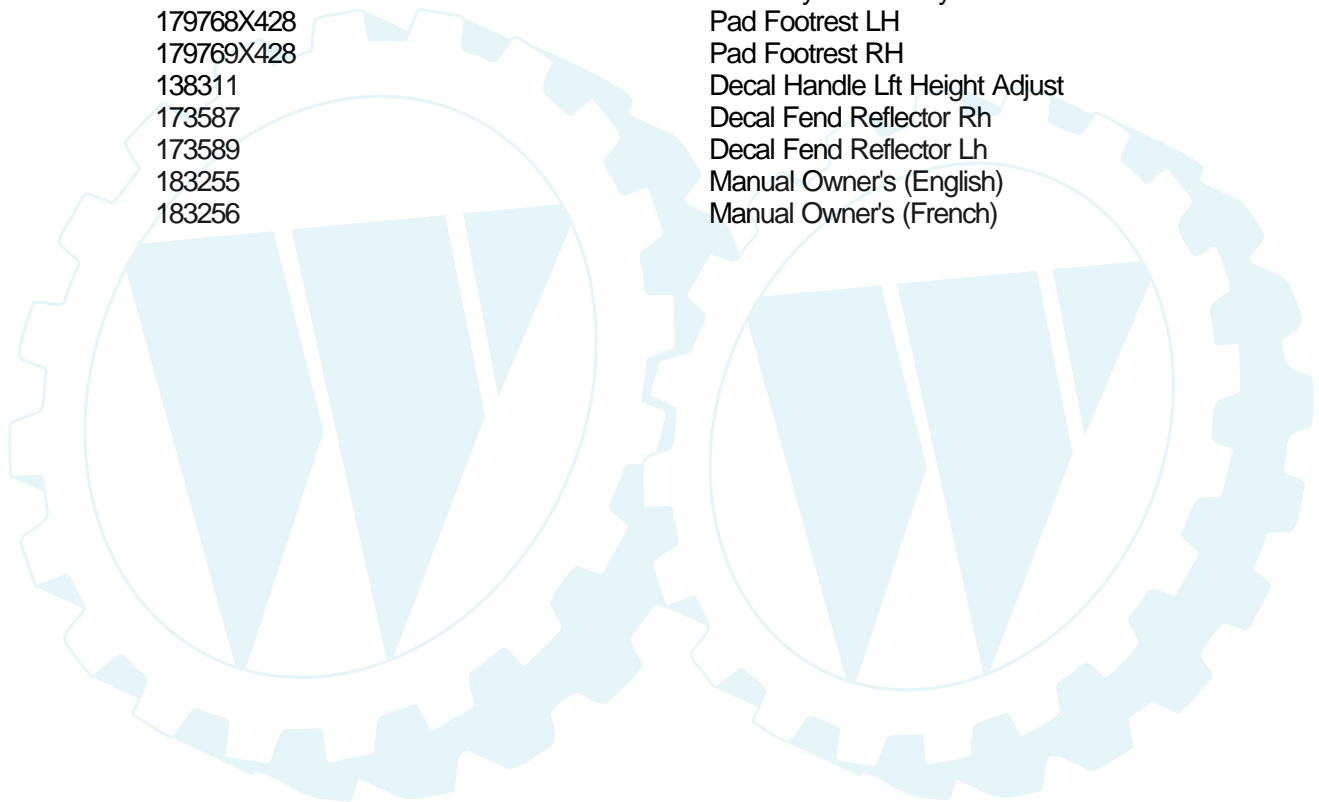 179768X428 Pad Footrest LH
179769X428 Pad Footrest RH
138311 Decal Handle Lft Height Adjust
173587 Decal Fend Reflector Rh
173589 Decal Fend Reflector Lh
183255 Manual Owner's (English)
183256 Manual Owner's (French)